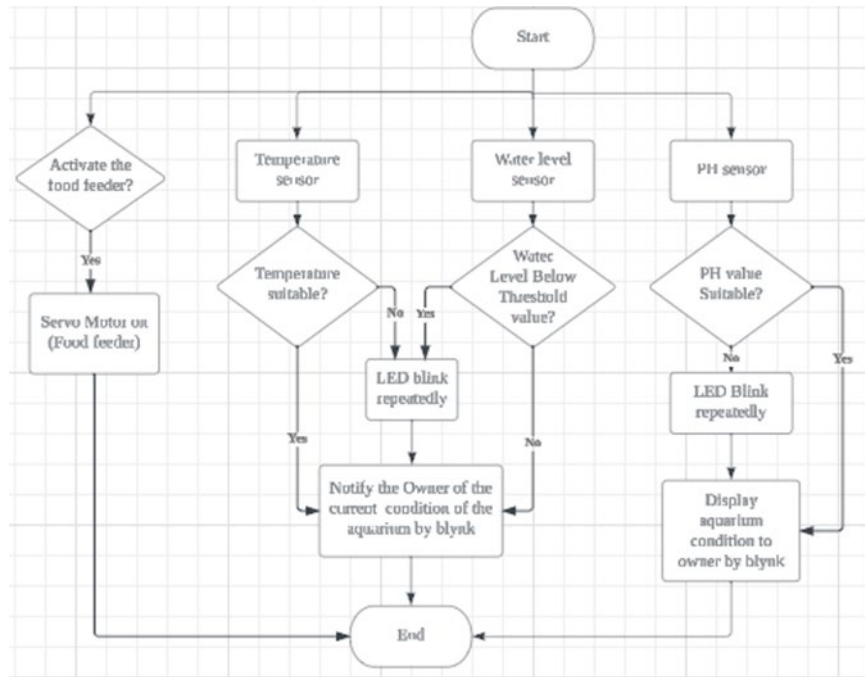 Start
Activate the
food feeder?
Temperature
sensor
Water level
sensor
PH sensor
Yes
Temperature
suitable?
Water
Level Below
Threshold
value?
PH value
Suitable?
Servo Motor on
(Food feeder)
No
Yes
No
Yes
LED blink
repeatedly
LED Blink
repeatedly
Yes
No
Notify the Owner of the
current condition of the
aquarium by blynk
Display
aquarium
condition to
owner by blynk
End